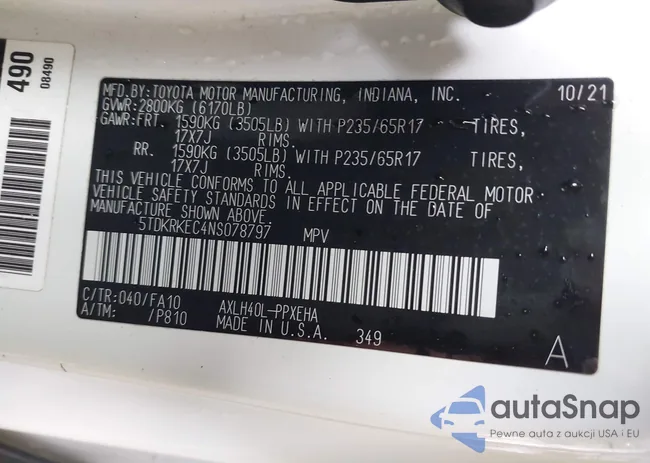 490
08490
MFD.BY:TOYOTA MOTOR MANUFACTURING, INDIANA, INC. 10/21
GVWR:2800KG (6170LB)
GAWR:FRT 1590KG (3505LB) WITH P235/65R17 TIRES,
17X7J RIMS.
RR. 1590KG (3505LB) WITH P235/65R17 TIRES,
17X7J RIMS.
THIS VEHICLE CONFORMS TO ALL APPLICABLE FEDERAL MOTOR
VEHICLE SAFETY STANDARDS IN EFFECT ON THE DATE OF
MANUFACTURE SHOWN ABOVE.
5TDKRKEC4NS078797 MPV
C/TR:040/FA10 AXLH40L-PPXEHA
A/TM: /P810 MADE IN U.S.A. 349
A
autaSnap
Pewne auta z aukcji USA i EU